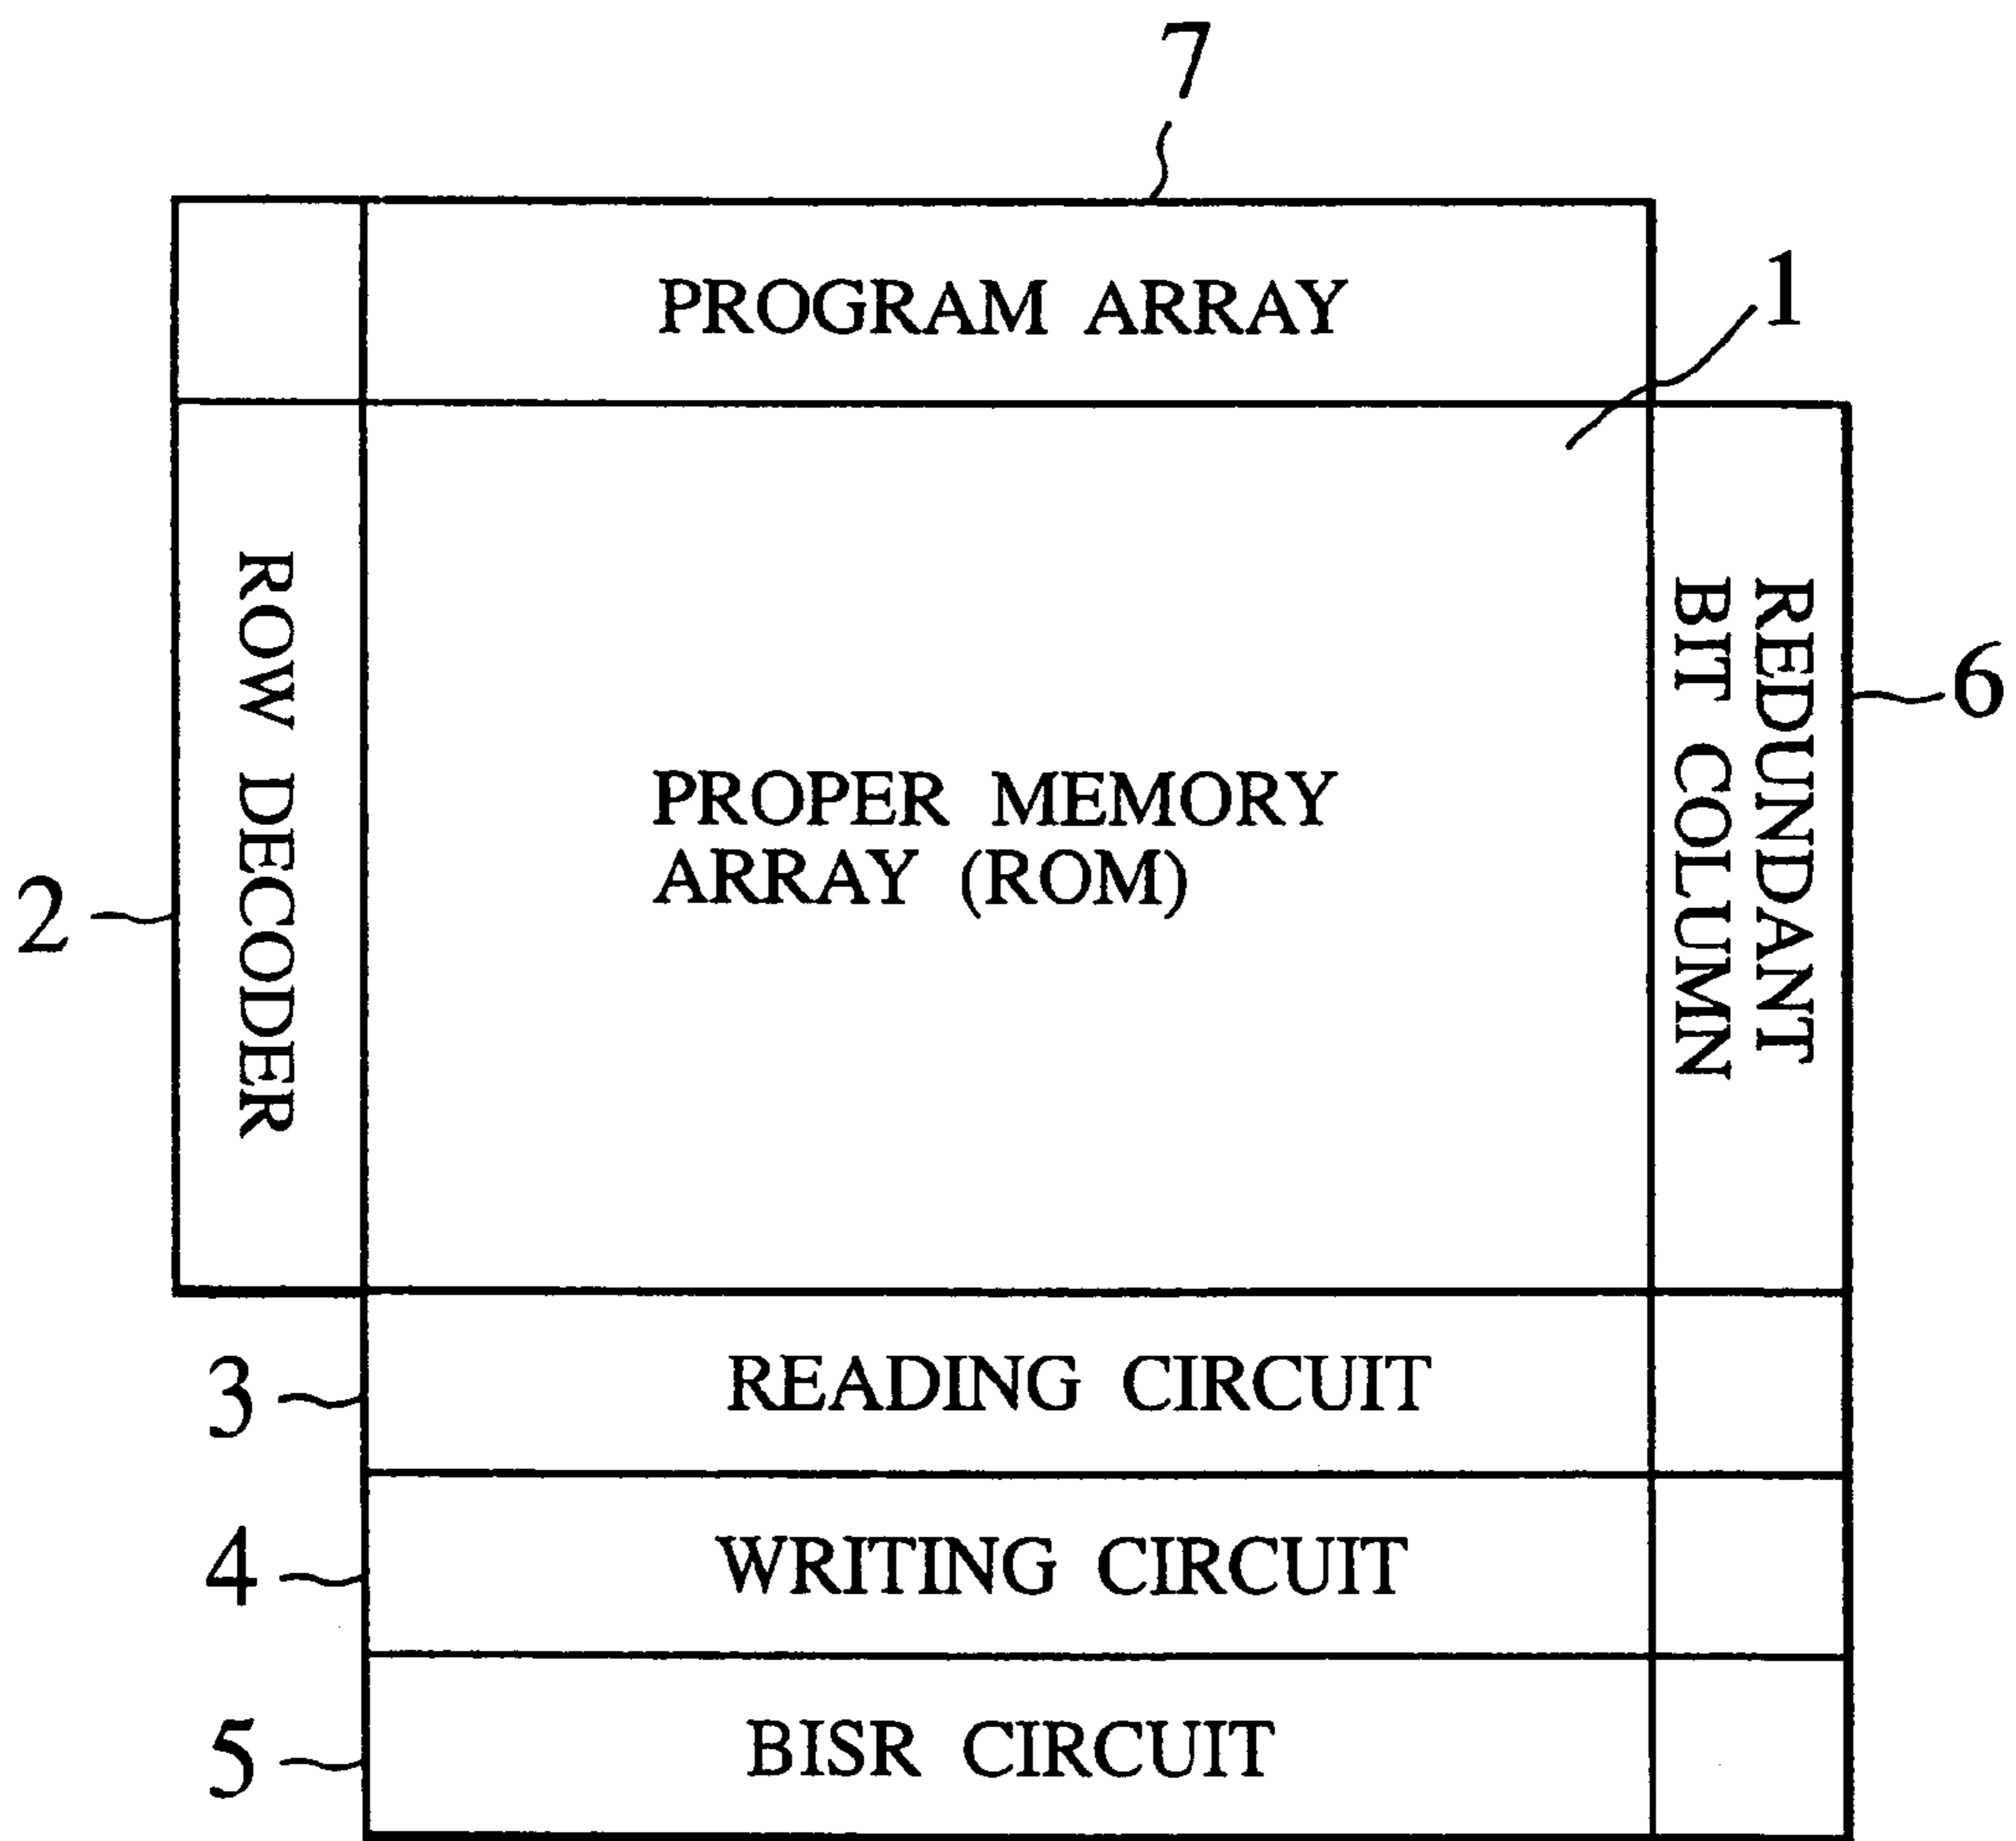 7
PROGRAM ARRAY
1
ROW DECODER
PROPER MEMORY
ARRAY (ROM)
REDUNDANT
BIT COLUMN
6
2
3
READING CIRCUIT
4
WRITING CIRCUIT
5
BISR CIRCUIT